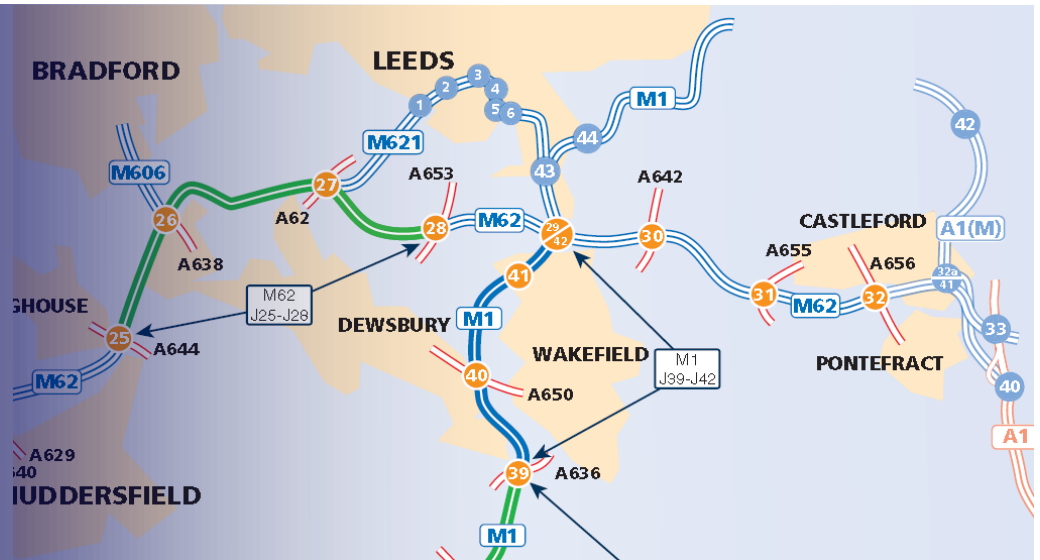 BRADFORD
LEEDS
3
2
4
1
5
6
M1
42
M621
44
M606
43
A653
A642
27
A62
26
28
M62
29
42
30
CASTLEFORD
A1(M)
A638
A655
A656
41
32a
41
M62
J25-J28
31
M62
32
GHOUSE
DEWSBURY
M1
33
25
A644
WAKEFIELD
M1
J39-J42
PONTEFRACT
M62
40
A650
40
A1
A629
640
39
A636
HUDDERSFIELD
M1